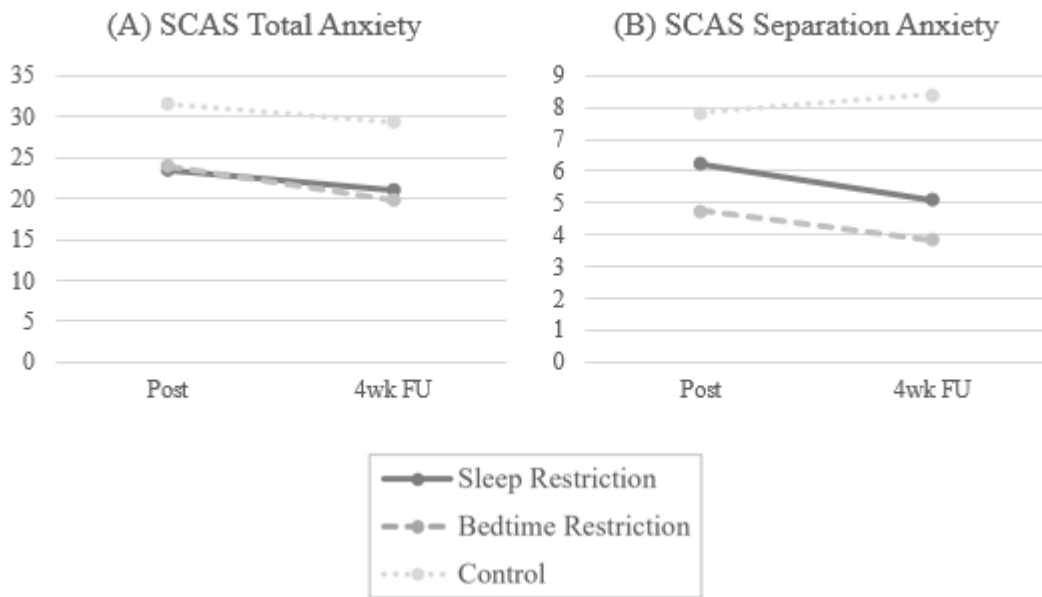 (A) SCAS Total Anxiety
35
30
25
20
15
10
5
0
Post 4wk FU
(B) SCAS Separation Anxiety
9
8
7
6
5
4
3
2
1
0
Post 4wk FU
Sleep Restriction
Bedtime Restriction
Control